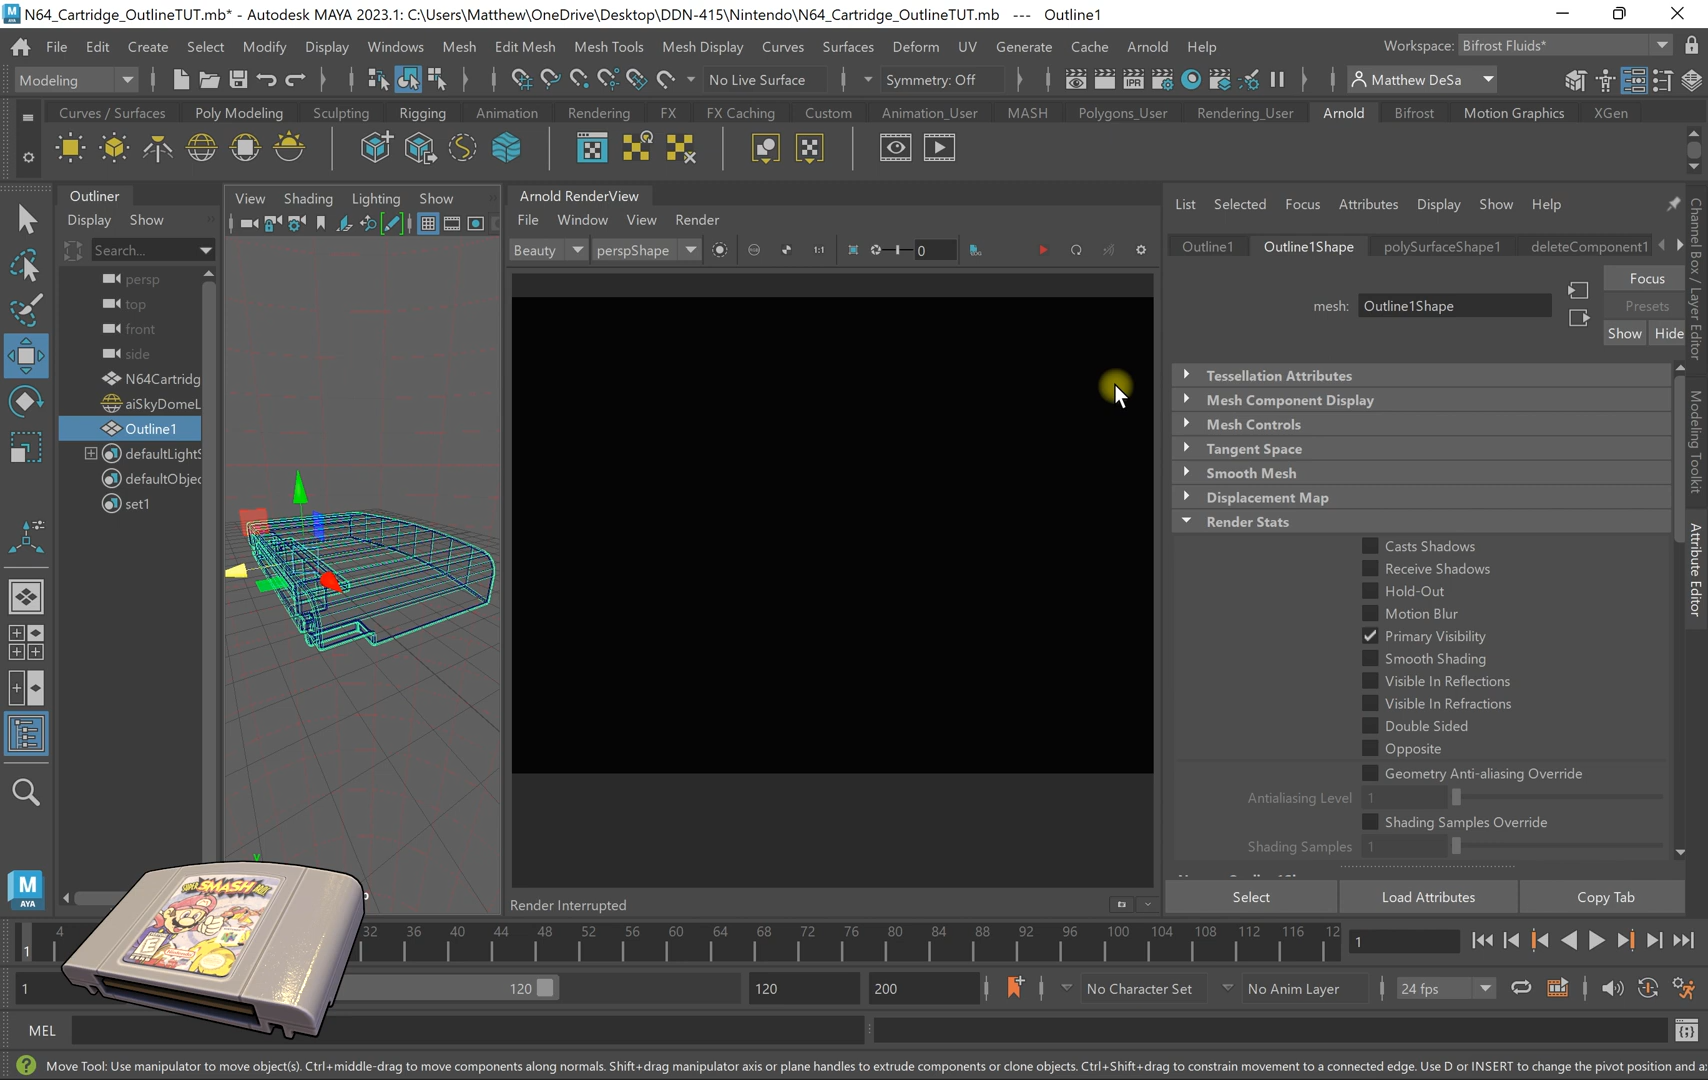 N64_Cartridge_OutlineTUT.mb* - Autodesk MAYA 2023.1: C:\Users\Matthew\OneDrive\Desktop\DDN-415\Nintendo\N64_Cartridge_OutlineTUT.mb --- Outline1
File Edit Create Select Modify Display Windows Mesh Edit Mesh Mesh Tools Mesh Display Curves Surfaces Deform UV Generate Cache Arnold Help
Workspace: Bifrost Fluids*
Modeling
No Live Surface
Symmetry: Off
IPR
Matthew DeSa
Curves / Surfaces Poly Modeling Sculpting Rigging Animation Rendering FX FX Caching Custom Animation_User MASH Polygons_User Rendering_User Arnold Bifrost Motion Graphics XGen
Outliner
Display Show
Search...
persp
top
front
side
N64Cartridg
aiSkyDomeL
Outline1
defaultLightS
defaultObjec
set1
View Shading Lighting Show
Arnold RenderView
File Window View Render
Beauty
perspShape
1:1
0
Render Interrupted
List Selected Focus Attributes Display Show Help
Outline1 Outline1Shape polySurfaceShape1 deleteComponent1
mesh: Outline1Shape
Focus
Presets
Show Hide
Tessellation Attributes
Mesh Component Display
Mesh Controls
Tangent Space
Smooth Mesh
Displacement Map
Render Stats
Casts Shadows
Receive Shadows
Hold-Out
Motion Blur
Primary Visibility
Smooth Shading
Visible In Reflections
Visible In Refractions
Double Sided
Opposite
Geometry Anti-aliasing Override
Antialiasing Level 1
Shading Samples Override
Shading Samples 1
Select Load Attributes Copy Tab
Channel Box / Layer Editor
Modeling Toolkit
Attribute Editor
M
AYA
y
SUPER
SMASH BROS
E
Nintendo
1 4 32 36 40 44 48 52 56 60 64 68 72 76 80 84 88 92 96 100 104 108 112 116 12
1
1 120 120 200
No Character Set
No Anim Layer
24 fps
MEL
Move Tool: Use manipulator to move object(s). Ctrl+middle-drag to move components along normals. Shift+drag manipulator axis or plane handles to extrude components or clone objects. Ctrl+Shift+drag to constrain movement to a connected edge. Use D or INSERT to change the pivot position and a